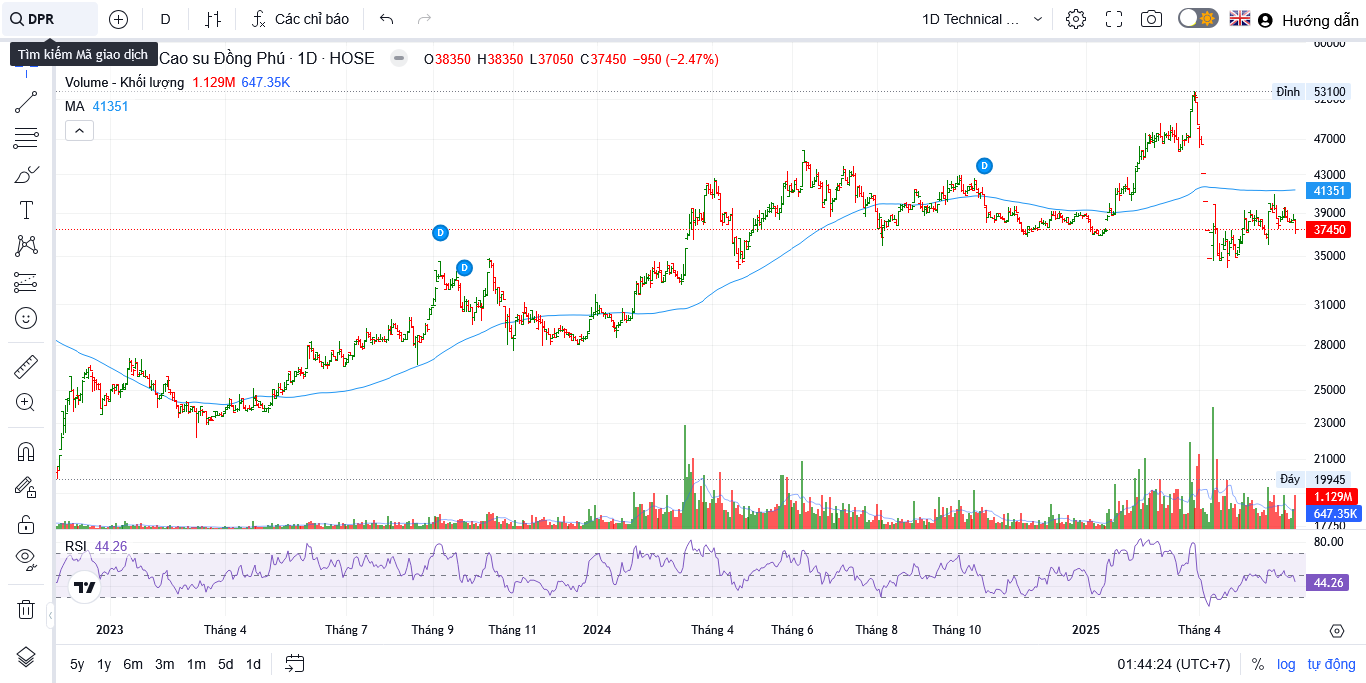 DPR
D
Các chỉ báo
1D Technical ...
Hướng dẫn
Tìm kiếm Mã giao dịch
Cao su Đồng Phú · 1D · HOSE
O38350 H38350 L37050 C37450 −950 (−2.47%)
Volume - Khối lượng 1.129M 647.35K
MA 41351
60000
Đỉnh 53100
52000
47000
43000
41351
39000
37450
35000
31000
28000
25000
23000
21000
Đáy 19945
1.129M
647.35K
17750
D
D
D
RSI 44.26
80.00
44.26
2023
Tháng 4
Tháng 7
Tháng 9
Tháng 11
2024
Tháng 4
Tháng 6
Tháng 8
Tháng 10
2025
Tháng 4
5y 1y 6m 3m 1m 5d 1d
01:44:24 (UTC+7)
% log tự động